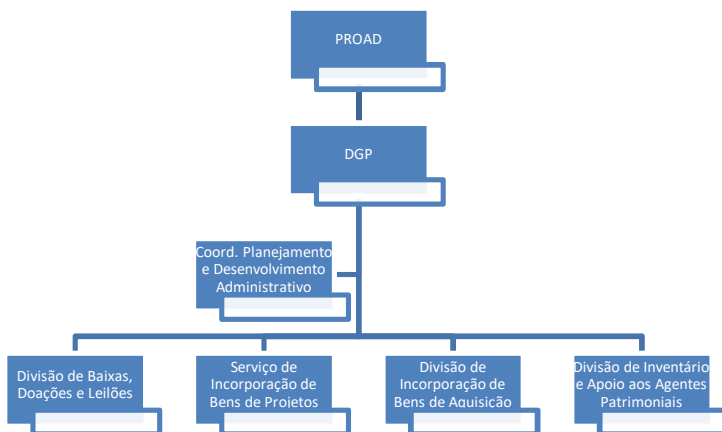 PROAD
DGP
Coord. Planejamento
e Desenvolvimento
Administrativo
Divisão de Baixas,
Doações e Leilões
Serviço de
Incorporação de
Bens de Projetos
Divisão de
Incorporação de
Bens de Aquisição
Divisão de Inventário
e Apoio aos Agentes
Patrimoniais